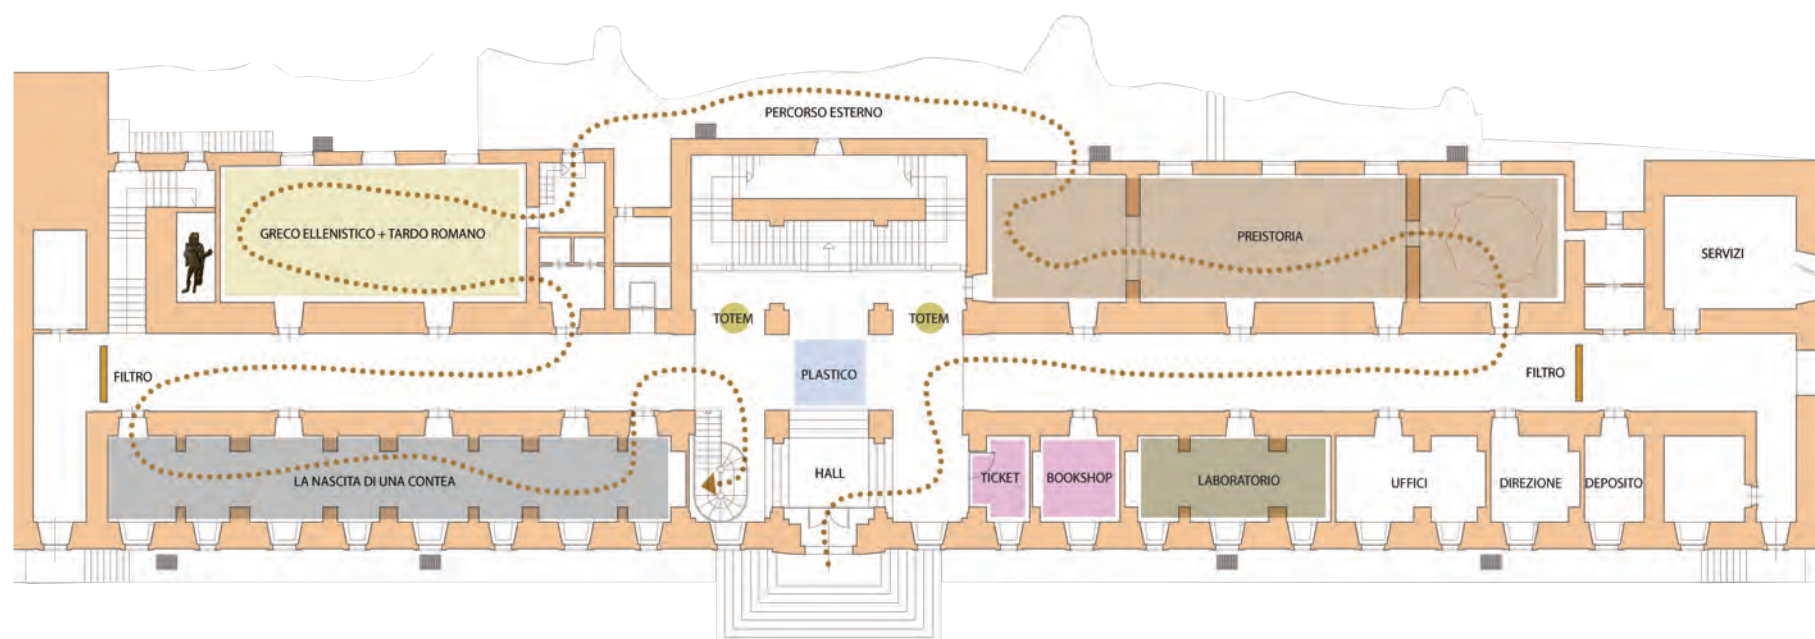 PERCORSO ESTERNO
GRECO ELLENISTICO + TARDO ROMANO
PREISTORIA
SERVIZI
TOTEM
TOTEM
FILTRO
PLASTICO
FILTRO
LA NASCITA DI UNA CONTEA
HALL
TICKET
BOOKSHOP
LABORATORIO
UFFICI
DIREZIONE
DEPOSITO